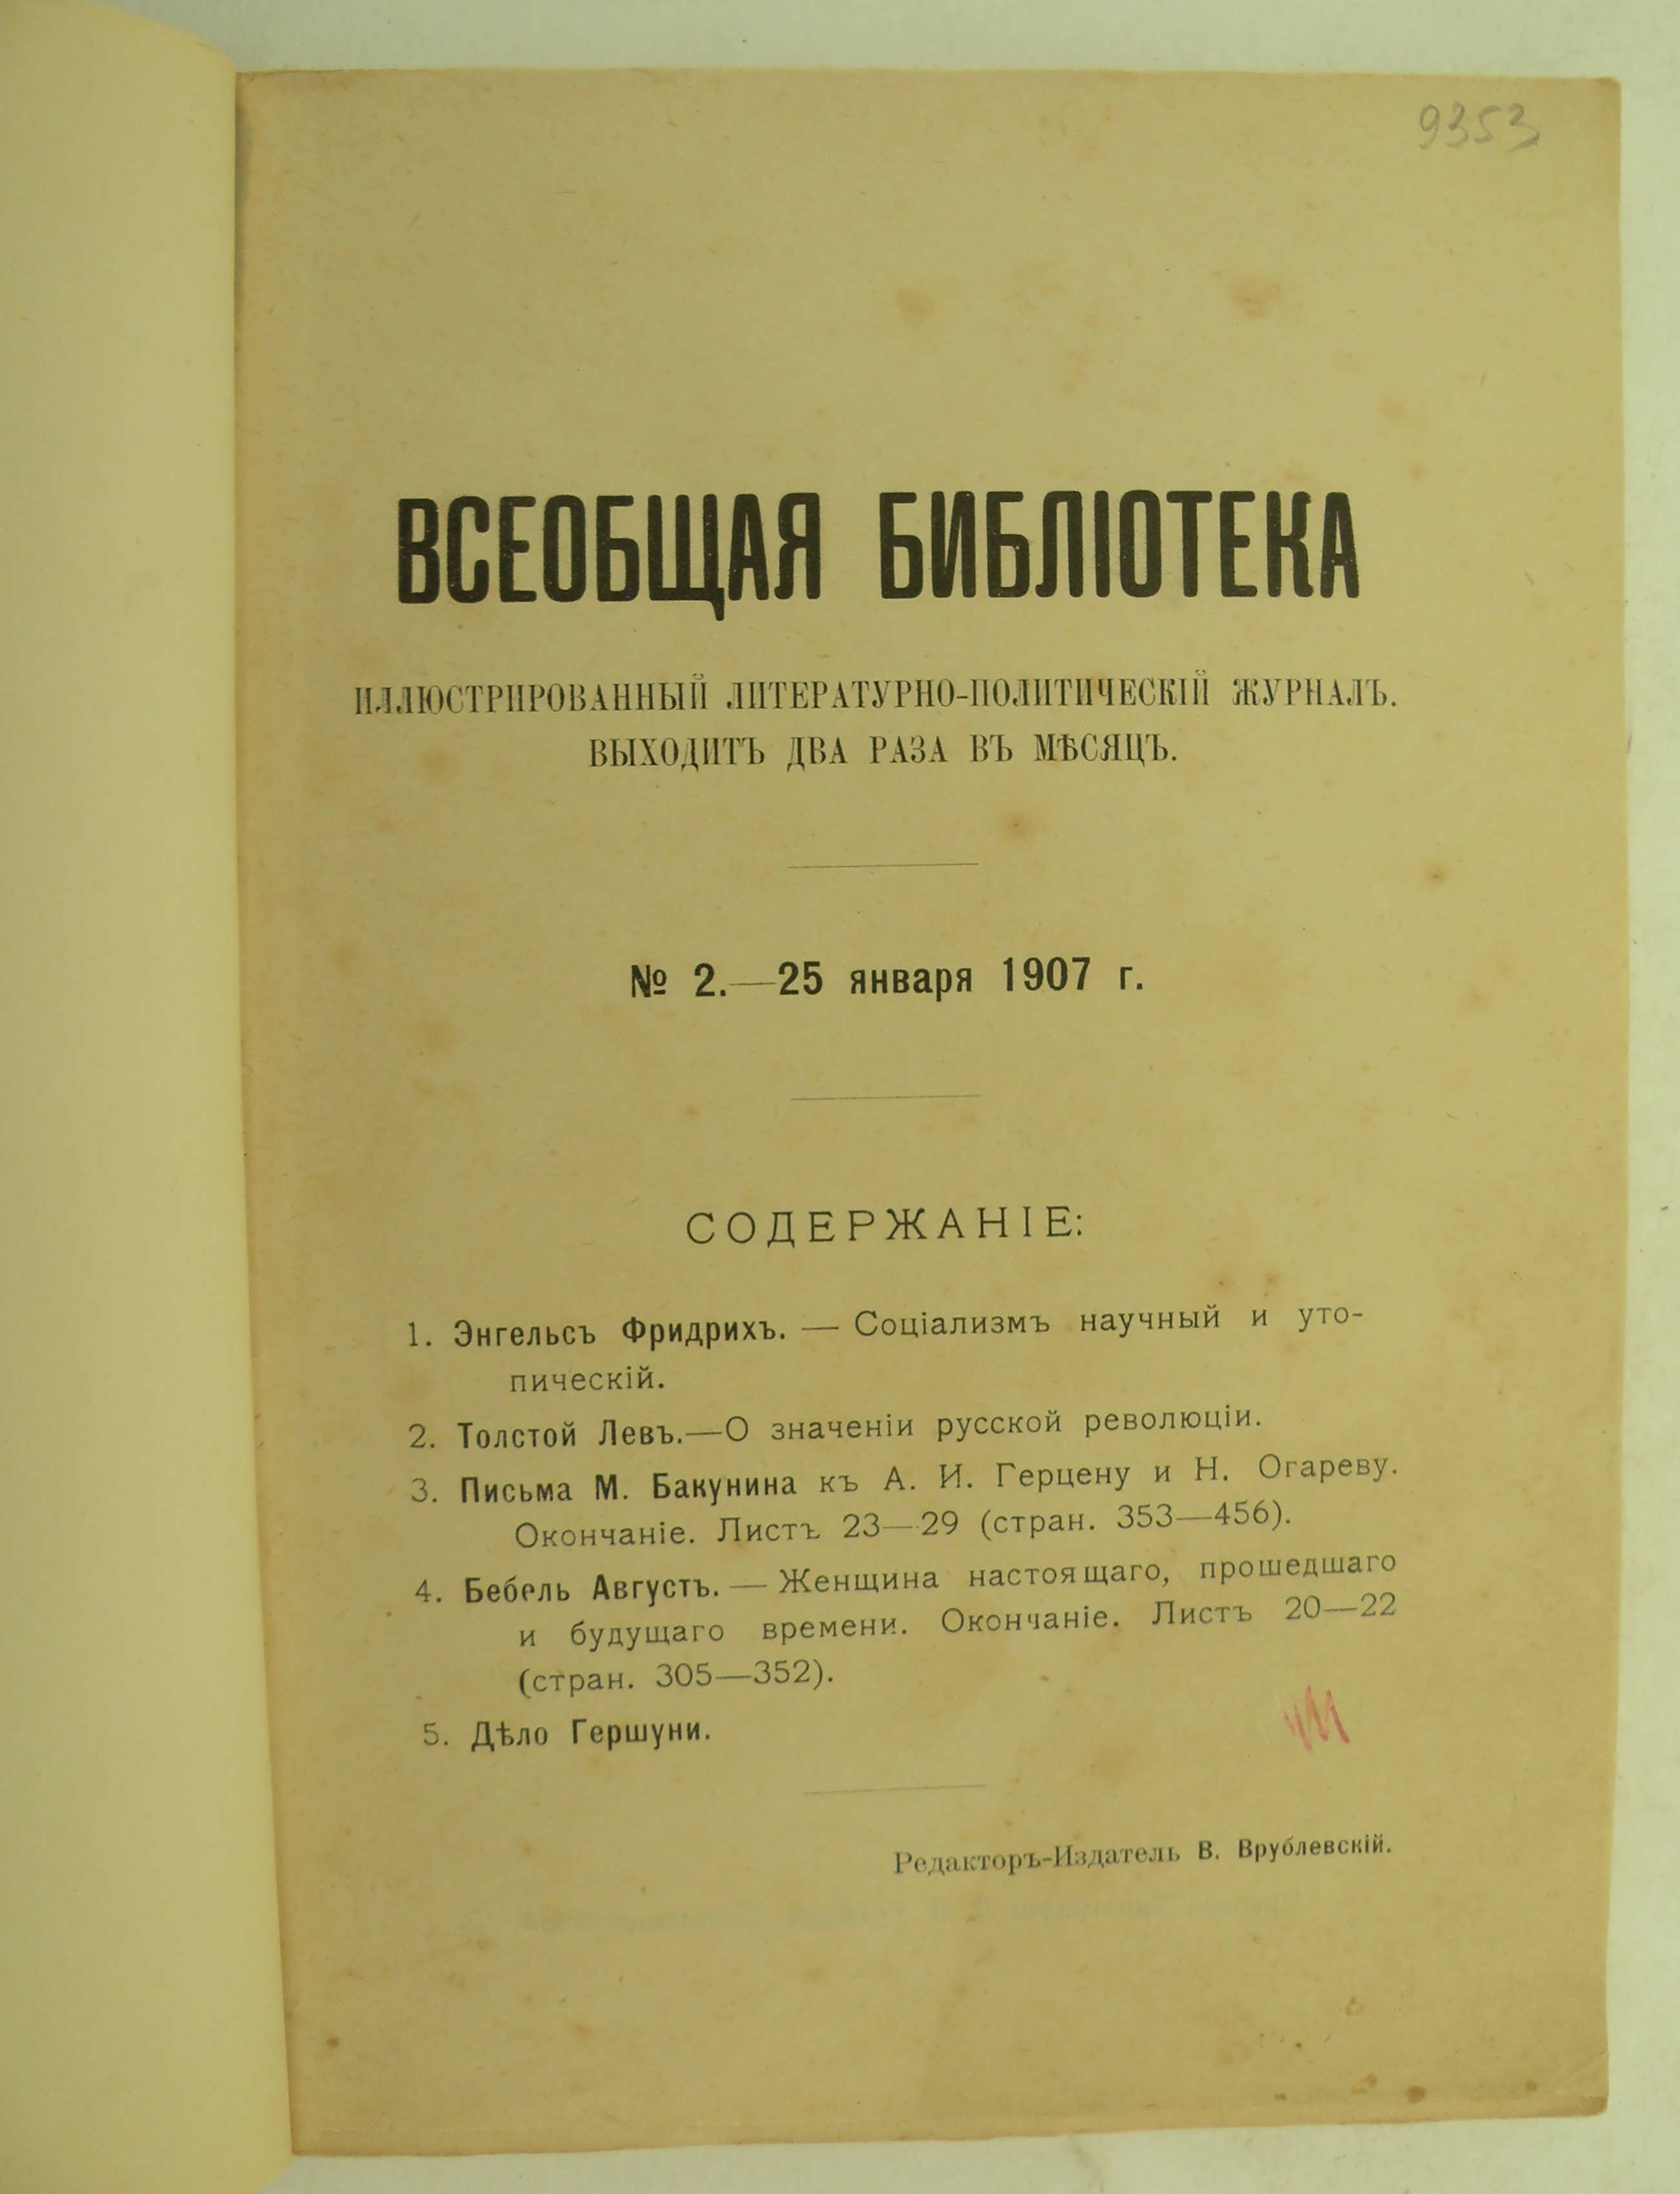 9353
ВСЕОБЩАЯ БИБЛІОТЕКА
ИЛЛЮСТРИРОВАННЫЙ ЛИТЕРАТУРНО-ПОЛИТИЧЕСКІЙ ЖУРНАЛЪ.
ВЫХОДИТЪ ДВА РАЗА ВЪ МѢСЯЦЪ.
№ 2.—25 января 1907 г.
СОДЕРЖАНІЕ:
1. Энгельсъ Фридрихъ. — Соціализмъ научный и уто-
пическій.
2. Толстой Левъ.—О значеніи русской революціи.
3. Письма М. Бакунина къ А. И. Герцену и Н. Огареву.
Окончаніе. Листъ 23—29 (стран. 353—456).
4. Бебель Августъ. — Женщина настоящаго, прошедшаго
и будущаго времени. Окончаніе. Листъ 20—22
(стран. 305—352).
5. Дѣло Гершуни.
Редакторъ-Издатель В. Врублевскій.